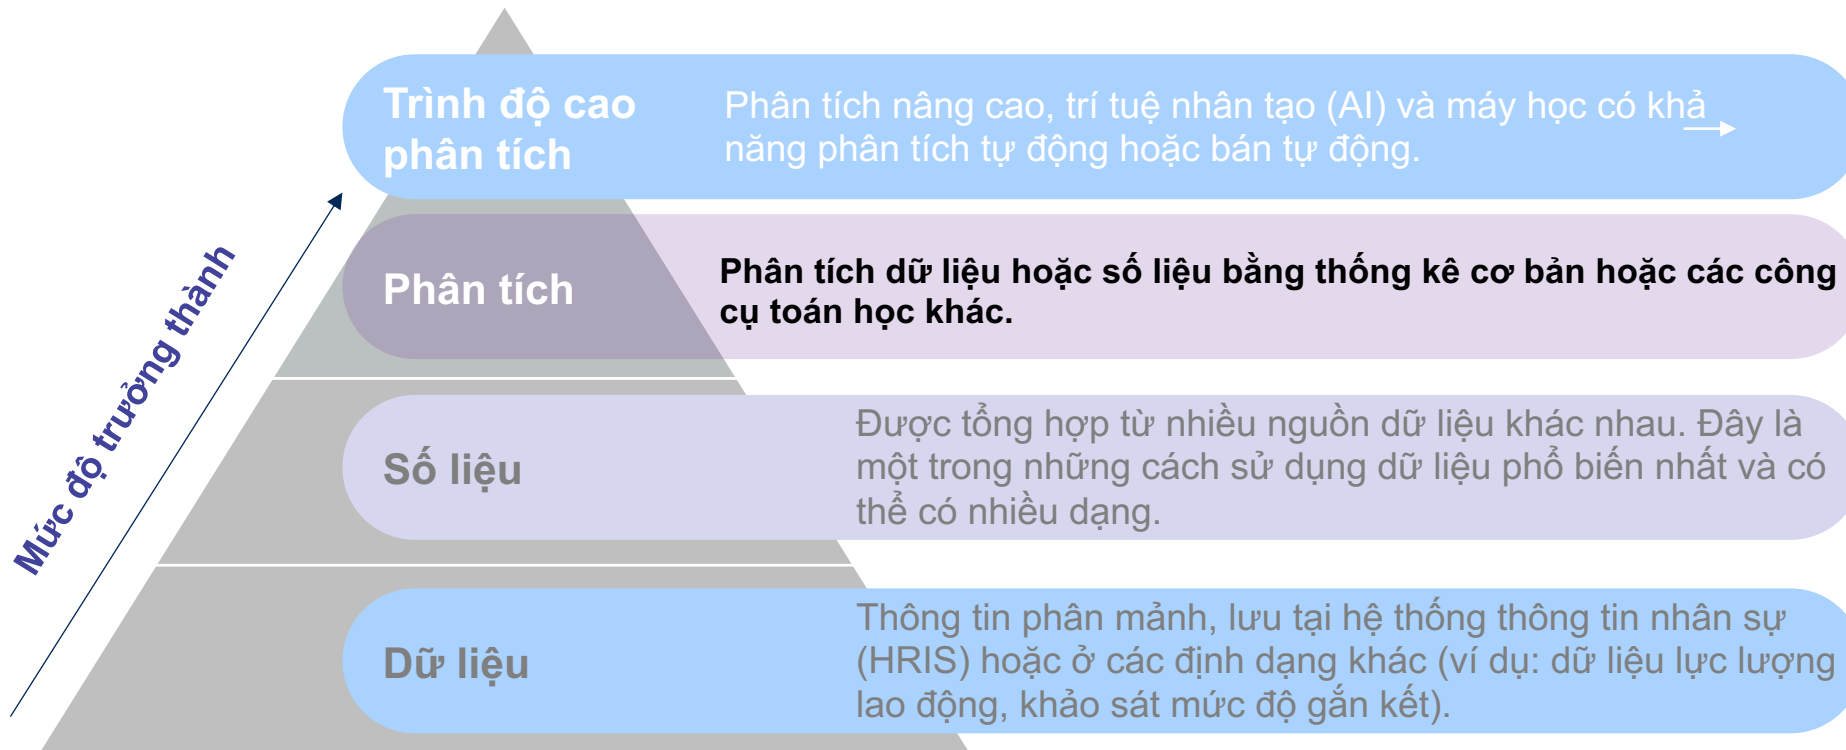 Trình độ cao
phân tích
Phân tích nâng cao, trí tuệ nhân tạo (AI) và máy học có khả
năng phân tích tự động hoặc bán tự động.
Mức độ trưởng thành
Phân tích
Phân tích dữ liệu hoặc số liệu bằng thống kê cơ bản hoặc các công
cụ toán học khác.
Số liệu
Được tổng hợp từ nhiều nguồn dữ liệu khác nhau. Đây là
một trong những cách sử dụng dữ liệu phổ biến nhất và có
thể có nhiều dạng.
Dữ liệu
Thông tin phân mảnh, lưu tại hệ thống thông tin nhân sự
(HRIS) hoặc ở các định dạng khác (ví dụ: dữ liệu lực lượng
lao động, khảo sát mức độ gắn kết).